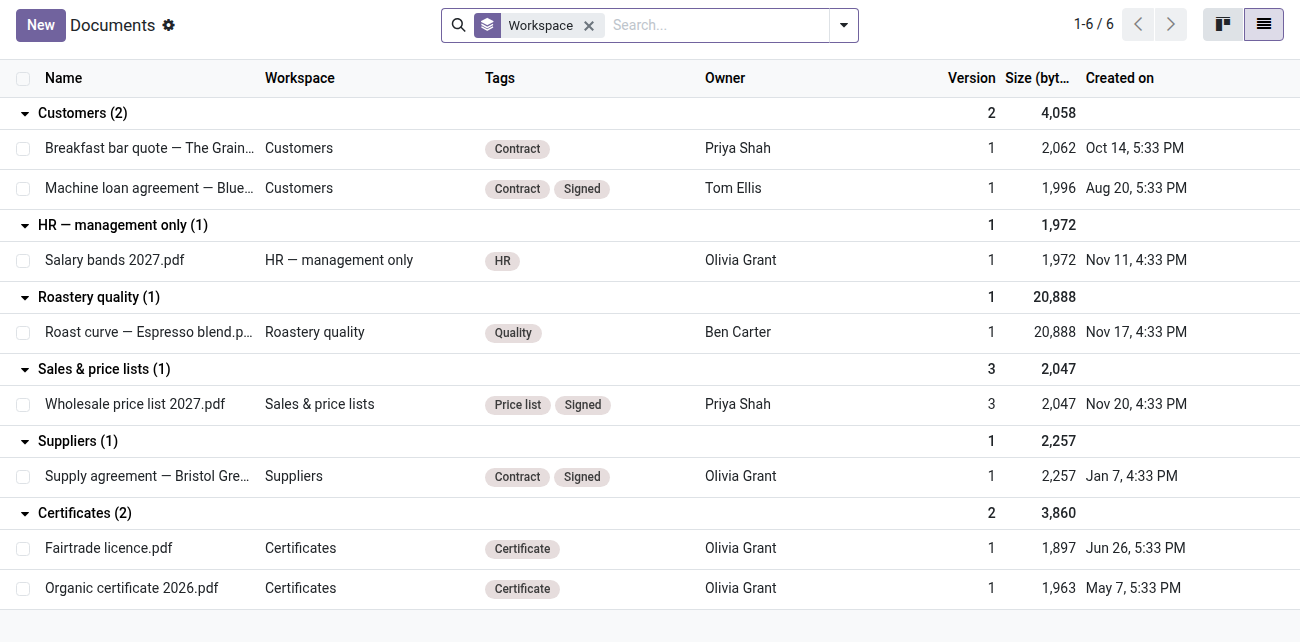 New Documents Workspace Search... 1-6 / 6
Name Workspace Tags Owner Version Size (byt... Created on
Customers (2) 2 4,058
Breakfast bar quote — The Grain... Customers Contract Priya Shah 1 2,062 Oct 14, 5:33 PM
Machine loan agreement — Blue... Customers Contract Signed Tom Ellis 1 1,996 Aug 20, 5:33 PM
HR — management only (1) 1 1,972
Salary bands 2027.pdf HR — management only HR Olivia Grant 1 1,972 Nov 11, 4:33 PM
Roastery quality (1) 1 20,888
Roast curve — Espresso blend.p... Roastery quality Quality Ben Carter 1 20,888 Nov 17, 4:33 PM
Sales & price lists (1) 3 2,047
Wholesale price list 2027.pdf Sales & price lists Price list Signed Priya Shah 3 2,047 Nov 20, 4:33 PM
Suppliers (1) 1 2,257
Supply agreement — Bristol Gre... Suppliers Contract Signed Olivia Grant 1 2,257 Jan 7, 4:33 PM
Certificates (2) 2 3,860
Fairtrade licence.pdf Certificates Certificate Olivia Grant 1 1,897 Jun 26, 5:33 PM
Organic certificate 2026.pdf Certificates Certificate Olivia Grant 1 1,963 May 7, 5:33 PM